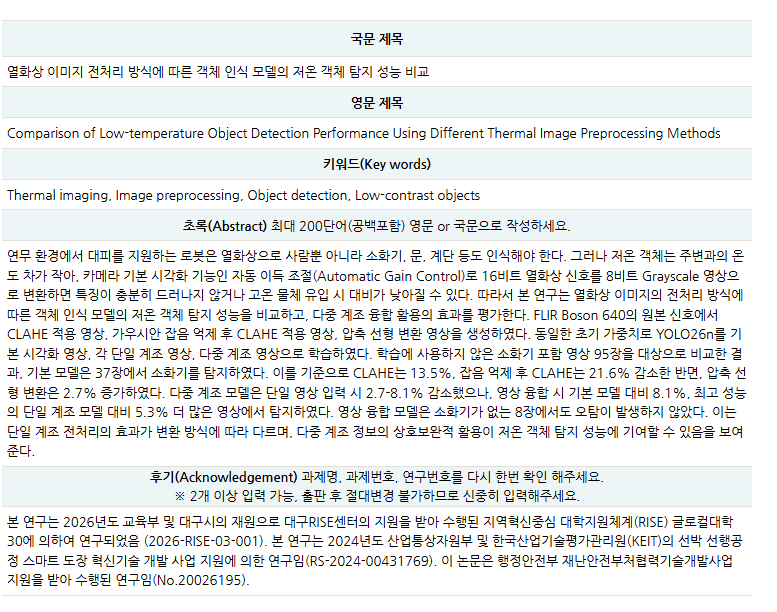 국문 제목
열화상 이미지 전처리 방식에 따른 객체 인식 모델의 저온 객체 탐지 성능 비교
영문 제목
Comparison of Low-temperature Object Detection Performance Using Different Thermal Image Preprocessing Methods
키워드(Key words)
Thermal imaging, Image preprocessing, Object detection, Low-contrast objects
초록(Abstract) 최대 200단어(공백포함) 영문 or 국문으로 작성하세요.
연무 환경에서 대피를 지원하는 로봇은 열화상으로 사람뿐 아니라 소화기, 문, 계단 등도 인식해야 한다. 그러나 저온 객체는 주변과의 온
도 차가 작아, 카메라 기본 시각화 기능인 자동 이득 조절(Automatic Gain Control)로 16비트 열화상 신호를 8비트 Grayscale 영상으
로 변환하면 특징이 충분히 드러나지 않거나 고온 물체 유입 시 대비가 낮아질 수 있다. 따라서 본 연구는 열화상 이미지의 전처리 방식에
따른 객체 인식 모델의 저온 객체 탐지 성능을 비교하고, 다중 계조 융합 활용의 효과를 평가한다. FLIR Boson 640의 원본 신호에서
CLAHE 적용 영상, 가우시안 잡음 억제 후 CLAHE 적용 영상, 압축 선형 변환 영상을 생성하였다. 동일한 초기 가중치로 YOLO26n를 기
본 시각화 영상, 각 단일 계조 영상, 다중 계조 영상으로 학습하였다. 학습에 사용하지 않은 소화기 포함 영상 95장을 대상으로 비교한 결
과, 기본 모델은 37장에서 소화기를 탐지하였다. 이를 기준으로 CLAHE는 13.5%, 잡음 억제 후 CLAHE는 21.6% 감소한 반면, 압축 선
형 변환은 2.7% 증가하였다. 다중 계조 모델은 단일 영상 입력 시 2.7-8.1% 감소했으나, 영상 융합 시 기본 모델 대비 8.1%, 최고 성능
의 단일 계조 모델 대비 5.3% 더 많은 영상에서 탐지하였다. 영상 융합 모델은 소화기가 없는 8장에서도 오탐이 발생하지 않았다. 이는
단일 계조 전처리의 효과가 변환 방식에 따라 다르며, 다중 계조 정보의 상호보완적 활용이 저온 객체 탐지 성능에 기여할 수 있음을 보여
준다.
후기(Acknowledgement) 과제명, 과제번호, 연구번호를 다시 한번 확인 해주세요.
※ 2개 이상 입력 가능, 출판 후 절대변경 불가하므로 신중히 입력해주세요.
본 연구는 2026년도 교육부 및 대구시의 재원으로 대구RISE센터의 지원을 받아 수행된 지역혁신중심 대학지원체계(RISE) 글로컬대학
30에 의하여 연구되었음 (2026-RISE-03-001). 본 연구는 2024년도 산업통상자원부 및 한국산업기술평가관리원(KEIT)의 선박 선행공
정 스마트 도장 혁신기술 개발 사업 지원에 의한 연구임(RS-2024-00431769). 이 논문은 행정안전부 재난안전부처협력기술개발사업
지원을 받아 수행된 연구임(No.20026195).